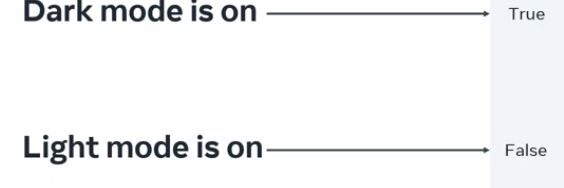 Dark mode is on
True
Light mode is on
False